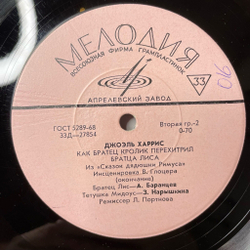 МЕЛОДИЯ
ВСЕСОЮЗНАЯ ФИРМА ГРАМПЛАСТИНОК
33
АПРЕЛЕВСКИЙ ЗАВОД
ГОСТ 5289-68
33Д—27854
Вторая гр.-2
0-70
ДЖОЭЛЬ ХАРРИС
КАК БРАТЕЦ КРОЛИК ПЕРЕХИТРИЛ
БРАТЦА ЛИСА
Из «Сказок дядюшки Римуса»
Инсценировка В. Гоццера
(окончание)
Братец Лис—А. Баранцев
Тетушка Мидоус—З. Нарышкина
Режиссер Л. Портнова